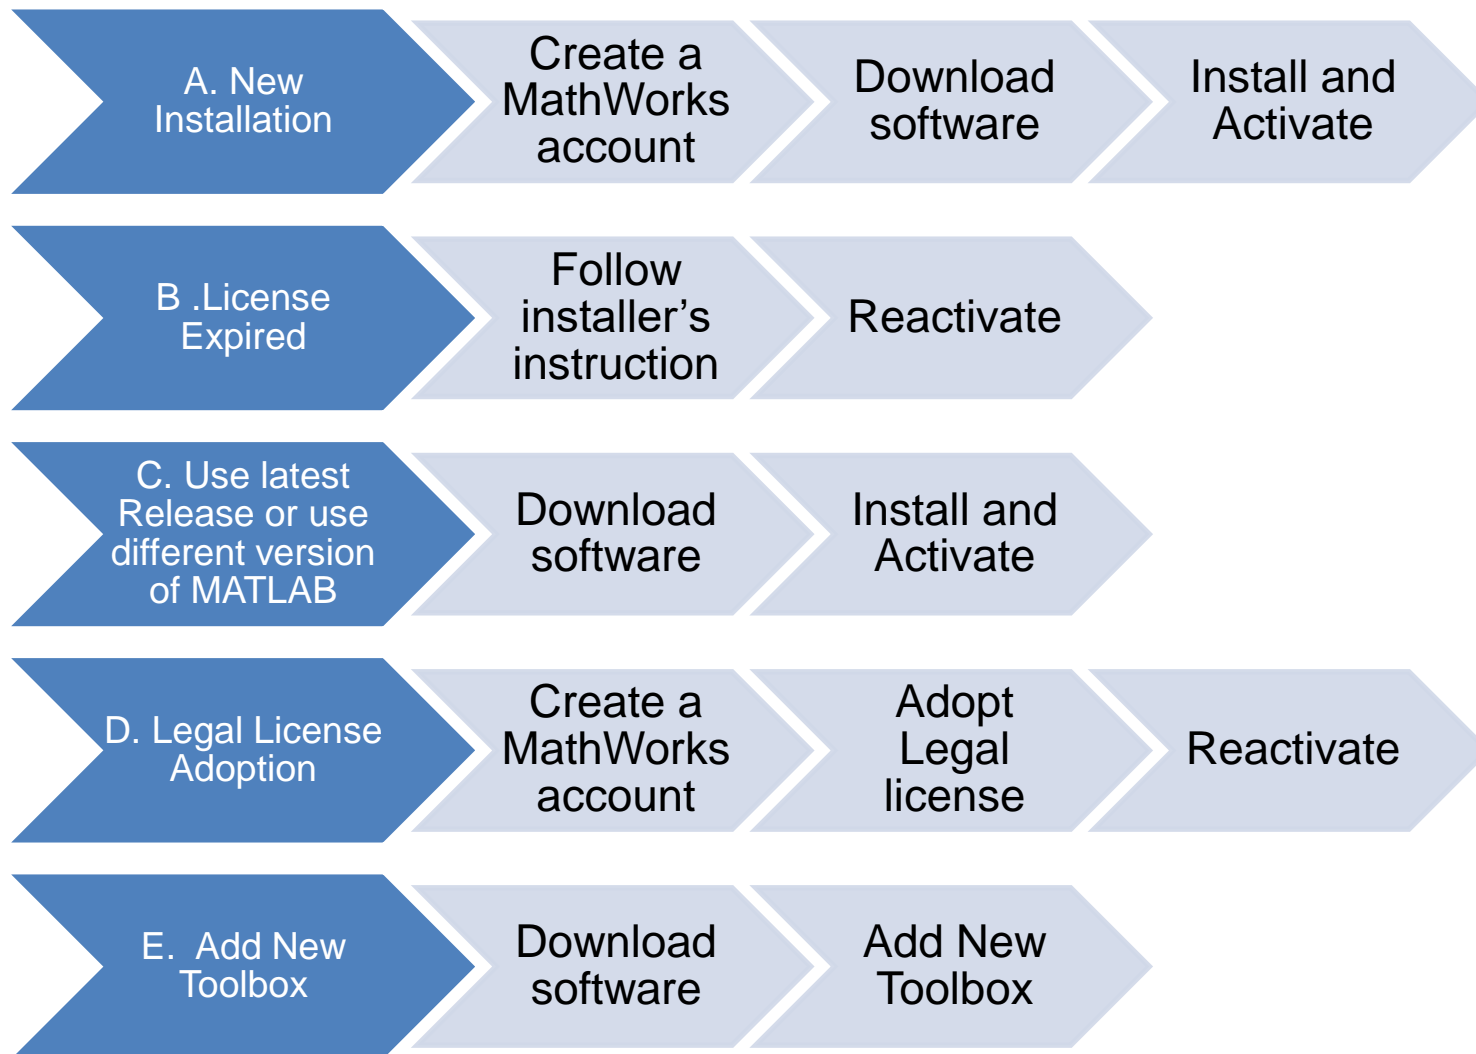 A. New
Installation
Create a
MathWorks
account
Download
software
Install and
Activate
B .License
Expired
Follow
installer’s
instruction
Reactivate
C. Use latest
Release or use
different version
of MATLAB
Download
software
Install and
Activate
D. Legal License
Adoption
Create a
MathWorks
account
Adopt
Legal
license
Reactivate
E.  Add New
Toolbox
Download
software
Add New
Toolbox